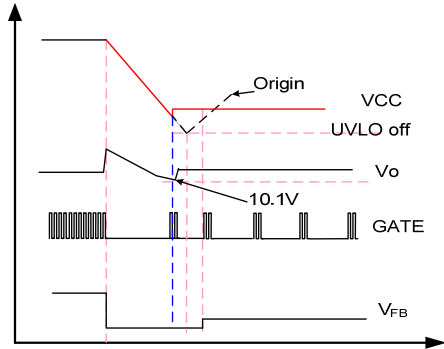 Origin
VCC
UVLO off
Vo
10.1V
GATE
VFB